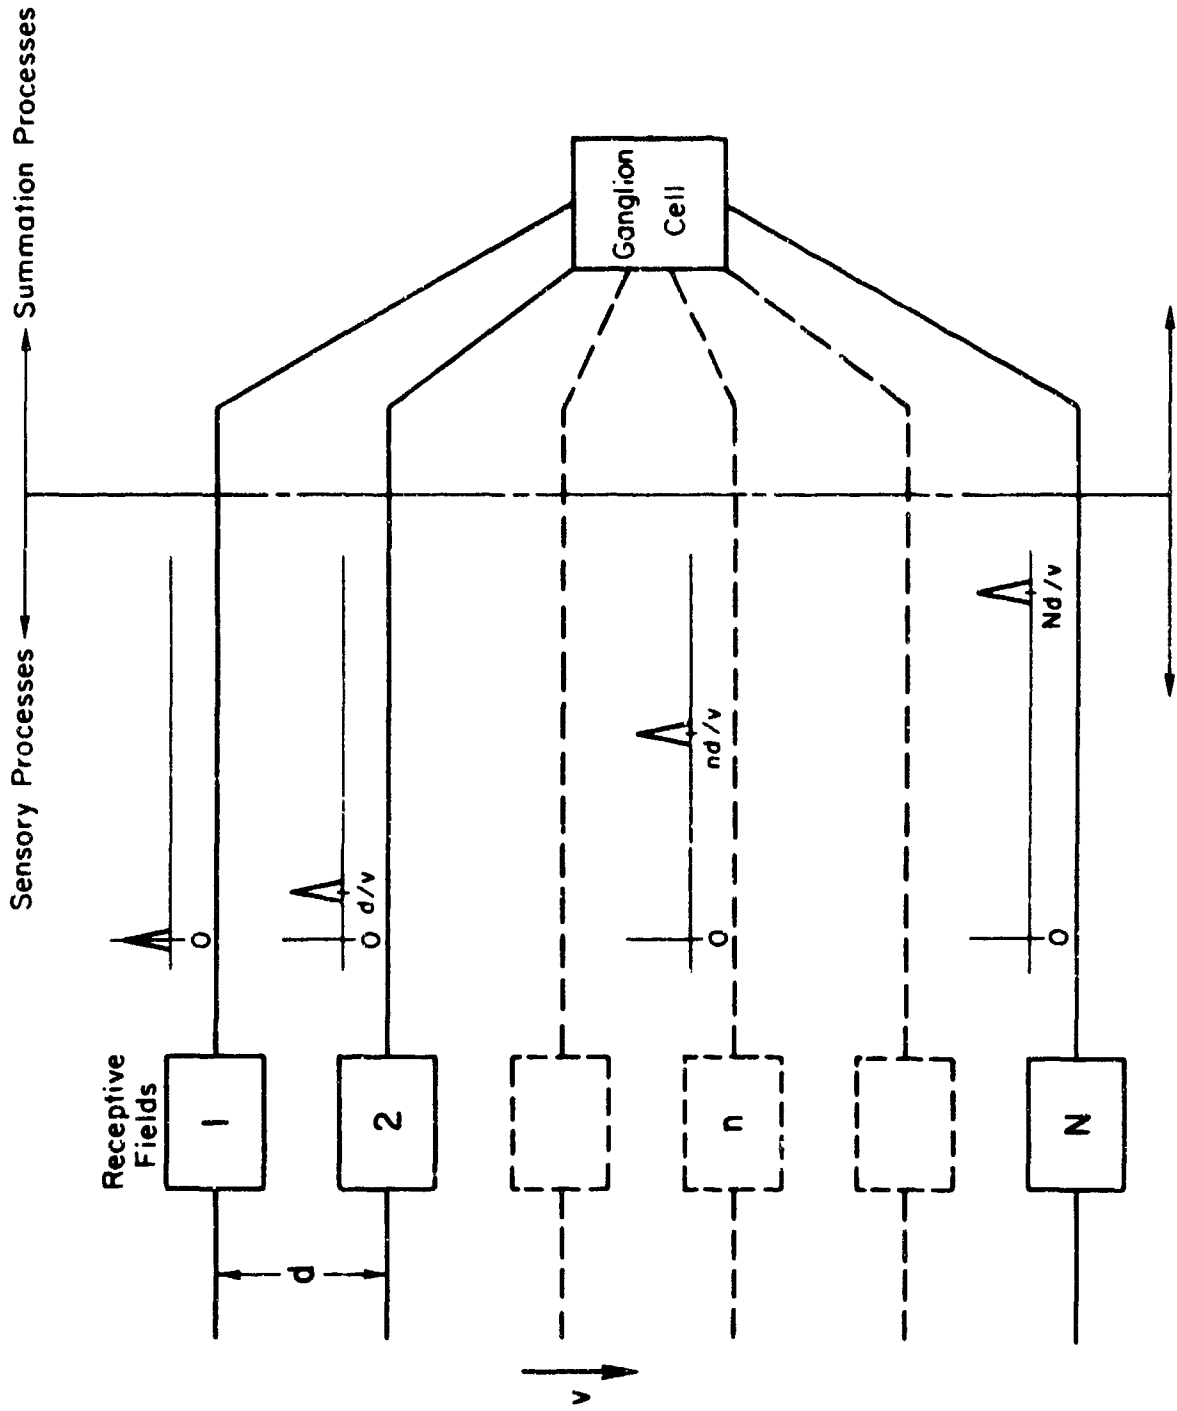 Sensory Processes
Summation Processes
Receptive
Fields
1
0
d
2
0
d/v
v
Ganglion
Cell
n
0
nd/v
N
0
Nd/v